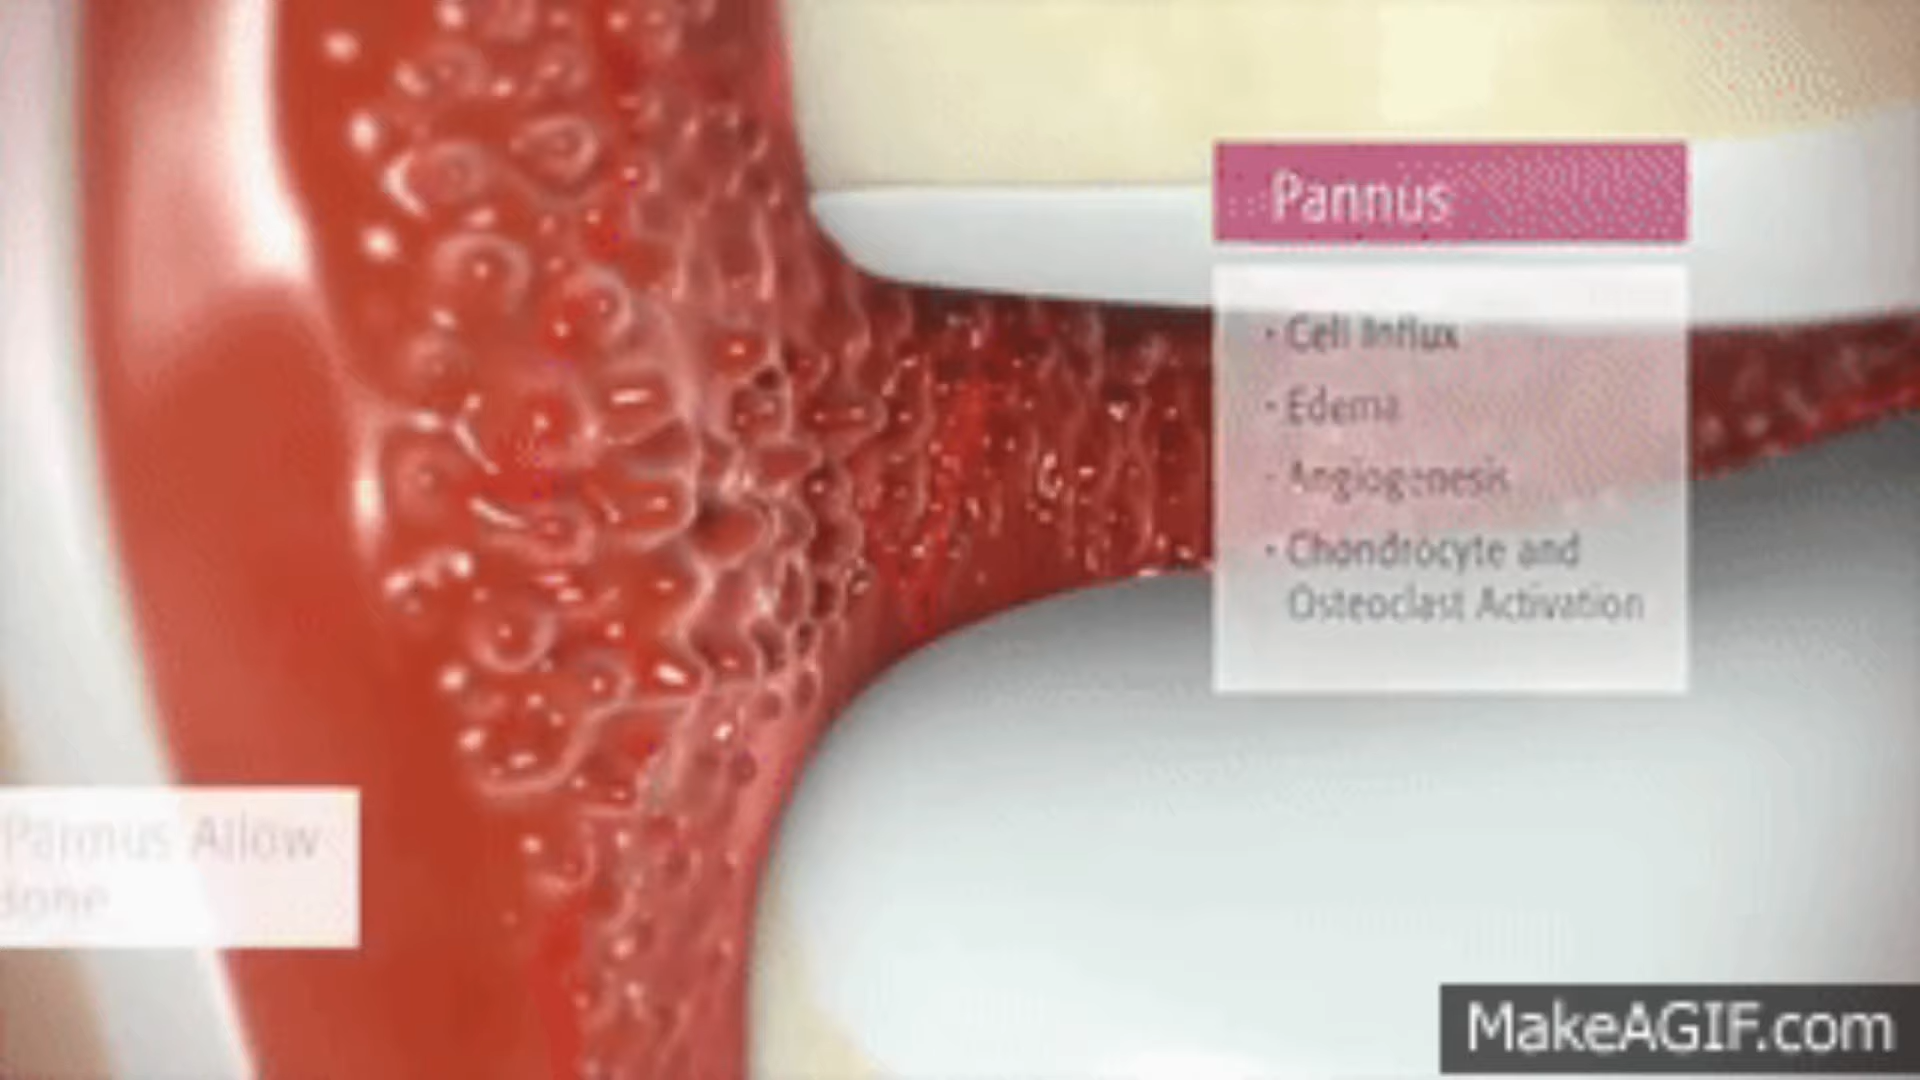 Pannus
· Cell Influx
· Edema
· Angiogenesis
· Chondrocyte and
Osteoclast Activation
Pannus Allow
MakeAGIF.com